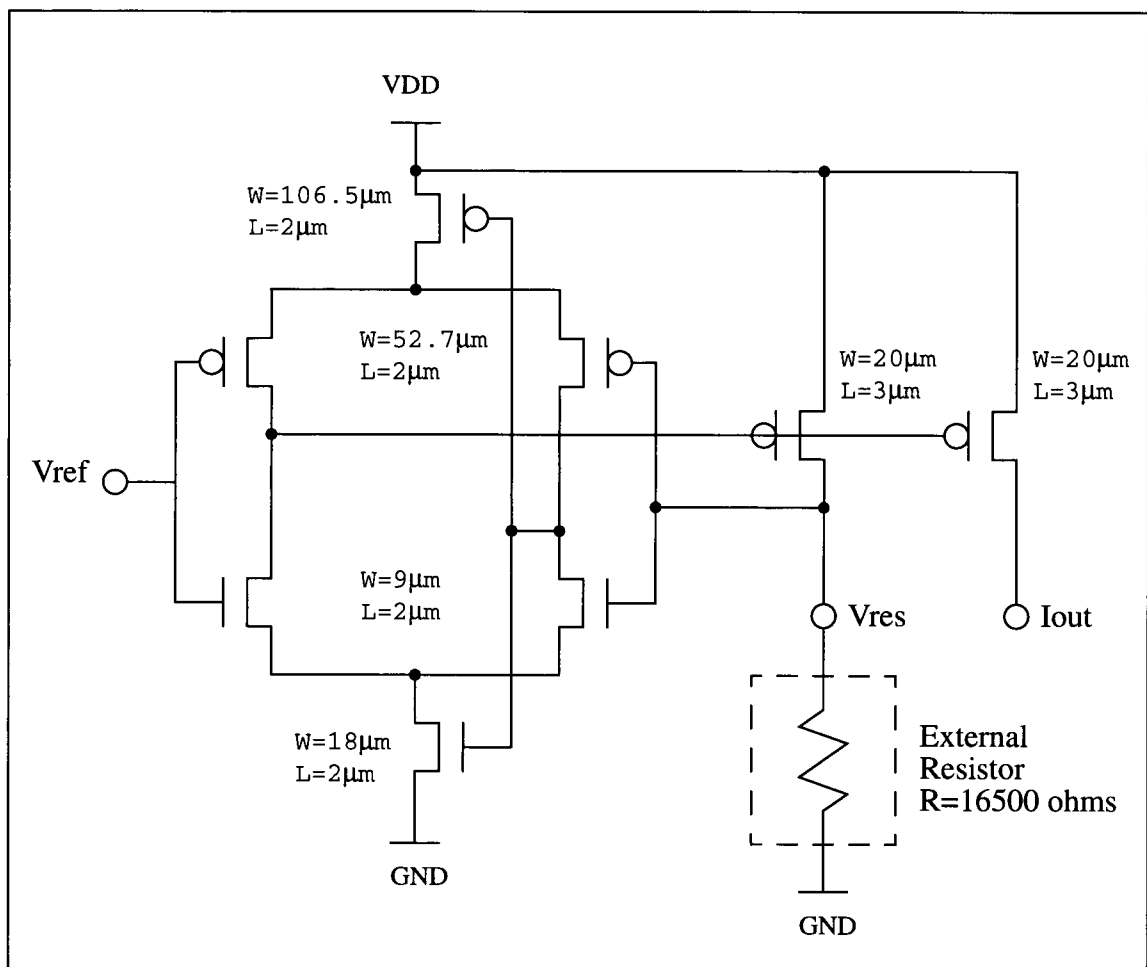 VDD
W=106.5µm
L=2µm
W=52.7µm
L=2µm
W=20µm
L=3µm
W=20µm
L=3µm
Vref
W=9µm
L=2µm
Vres
Iout
W=18µm
L=2µm
External
Resistor
R=16500 ohms
GND
GND